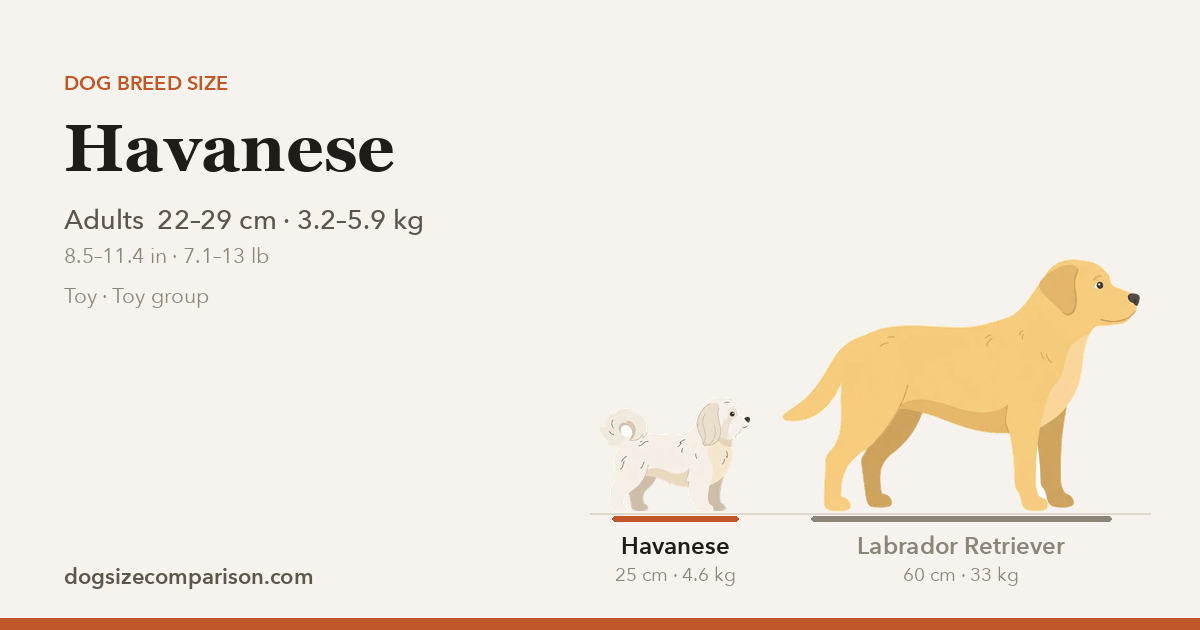 DOG BREED SIZE
Havanese
Adults 22–29 cm · 3.2–5.9 kg
8.5–11.4 in · 7.1–13 lb
Toy · Toy group
Havanese
25 cm · 4.6 kg
Labrador Retriever
60 cm · 33 kg
dogsizecomparison.com